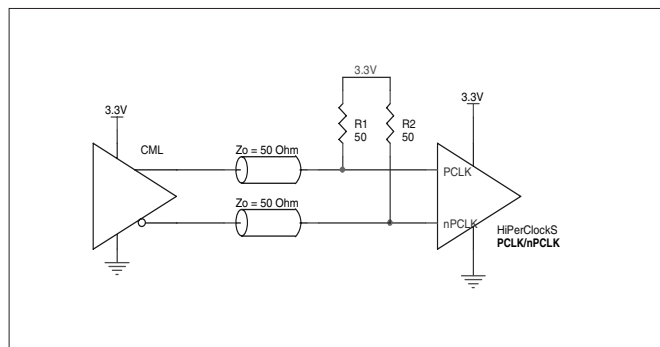 3.3V
3.3V
3.3V
R1
50
R2
50
CML
Zo = 50 Ohm
PCLK
Zo = 50 Ohm
nPCLK
HiPerClockS
PCLK/nPCLK